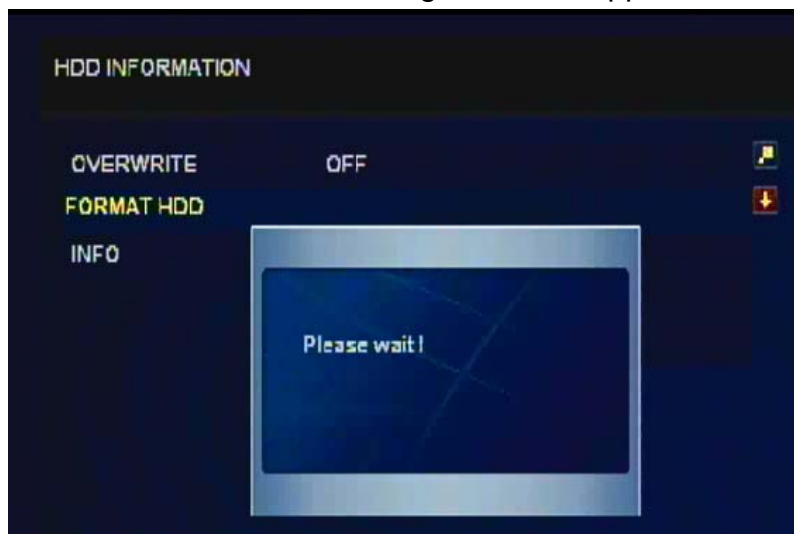 HDD INFORMATION
OVERWRITE OFF
FORMAT HDD
INFO
Please wait!